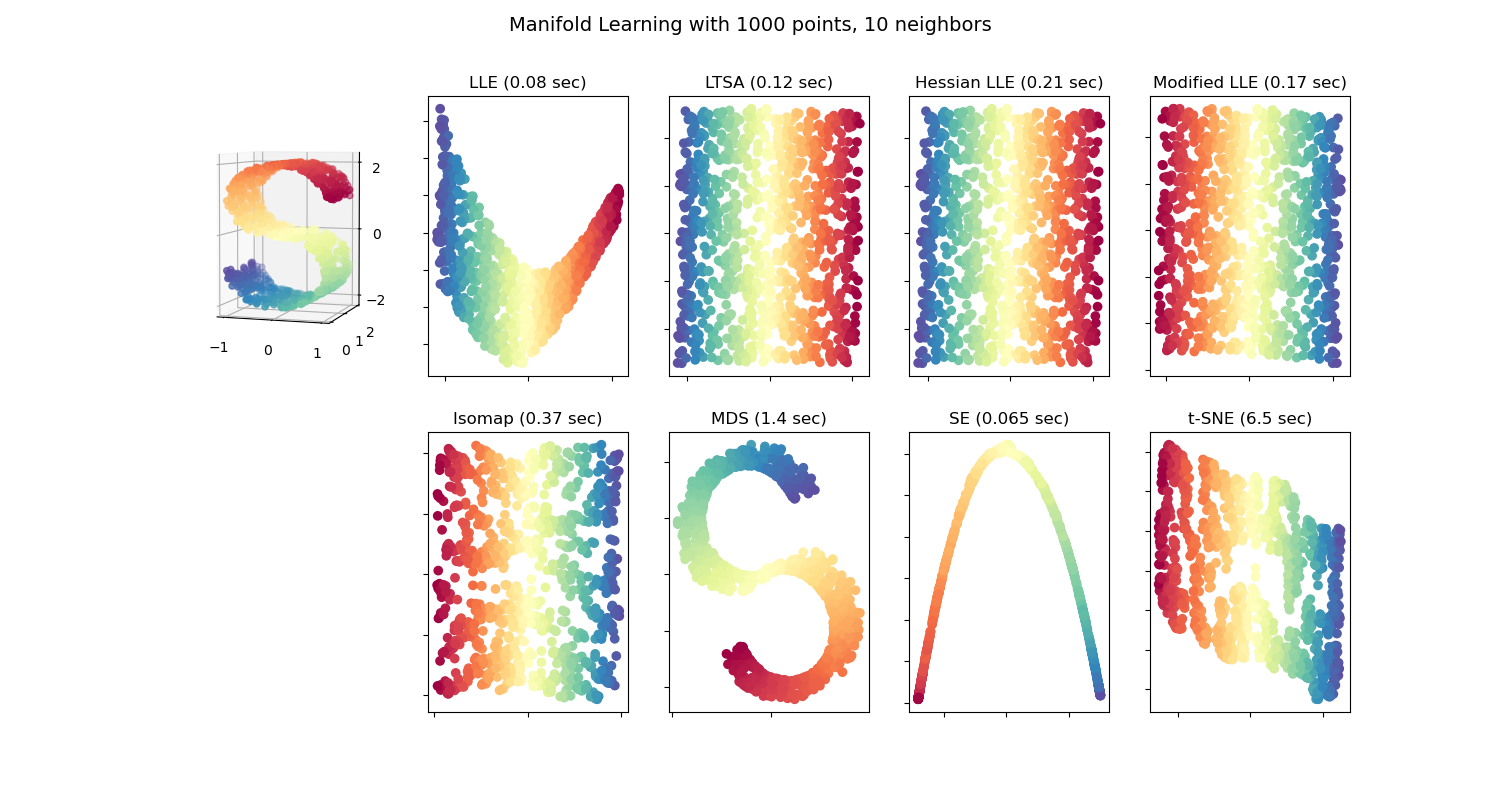 Manifold Learning with 1000 points, 10 neighbors
LLE (0.08 sec)
LTSA (0.12 sec)
Hessian LLE (0.21 sec)
Modified LLE (0.17 sec)
2
0
−2
−1
0
1
0
1
2
Isomap (0.37 sec)
MDS (1.4 sec)
SE (0.065 sec)
t-SNE (6.5 sec)